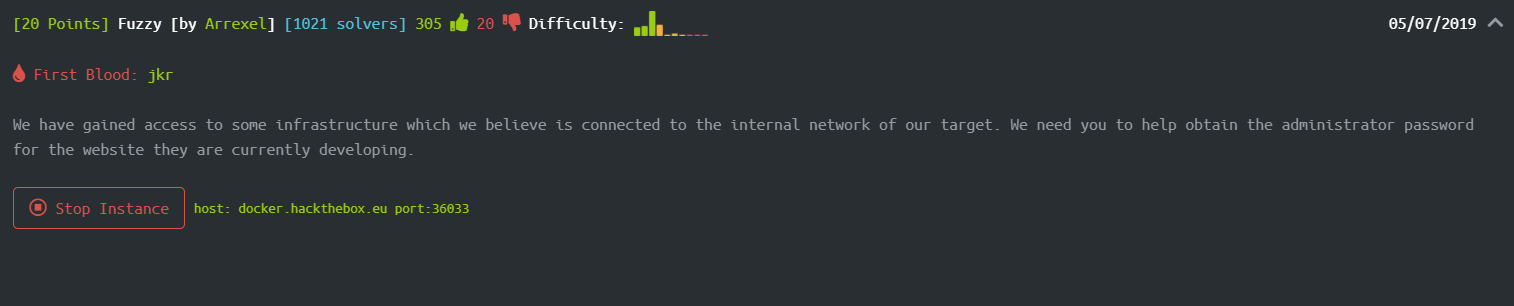 [20 Points] Fuzzy [by Arrexel] [1021 solvers] 305 20 Difficulty: 05/07/2019
First Blood: jkr
We have gained access to some infrastructure which we believe is connected to the internal network of our target. We need you to help obtain the administrator password
for the website they are currently developing.
Stop Instance host: docker.hackthebox.eu port:36033